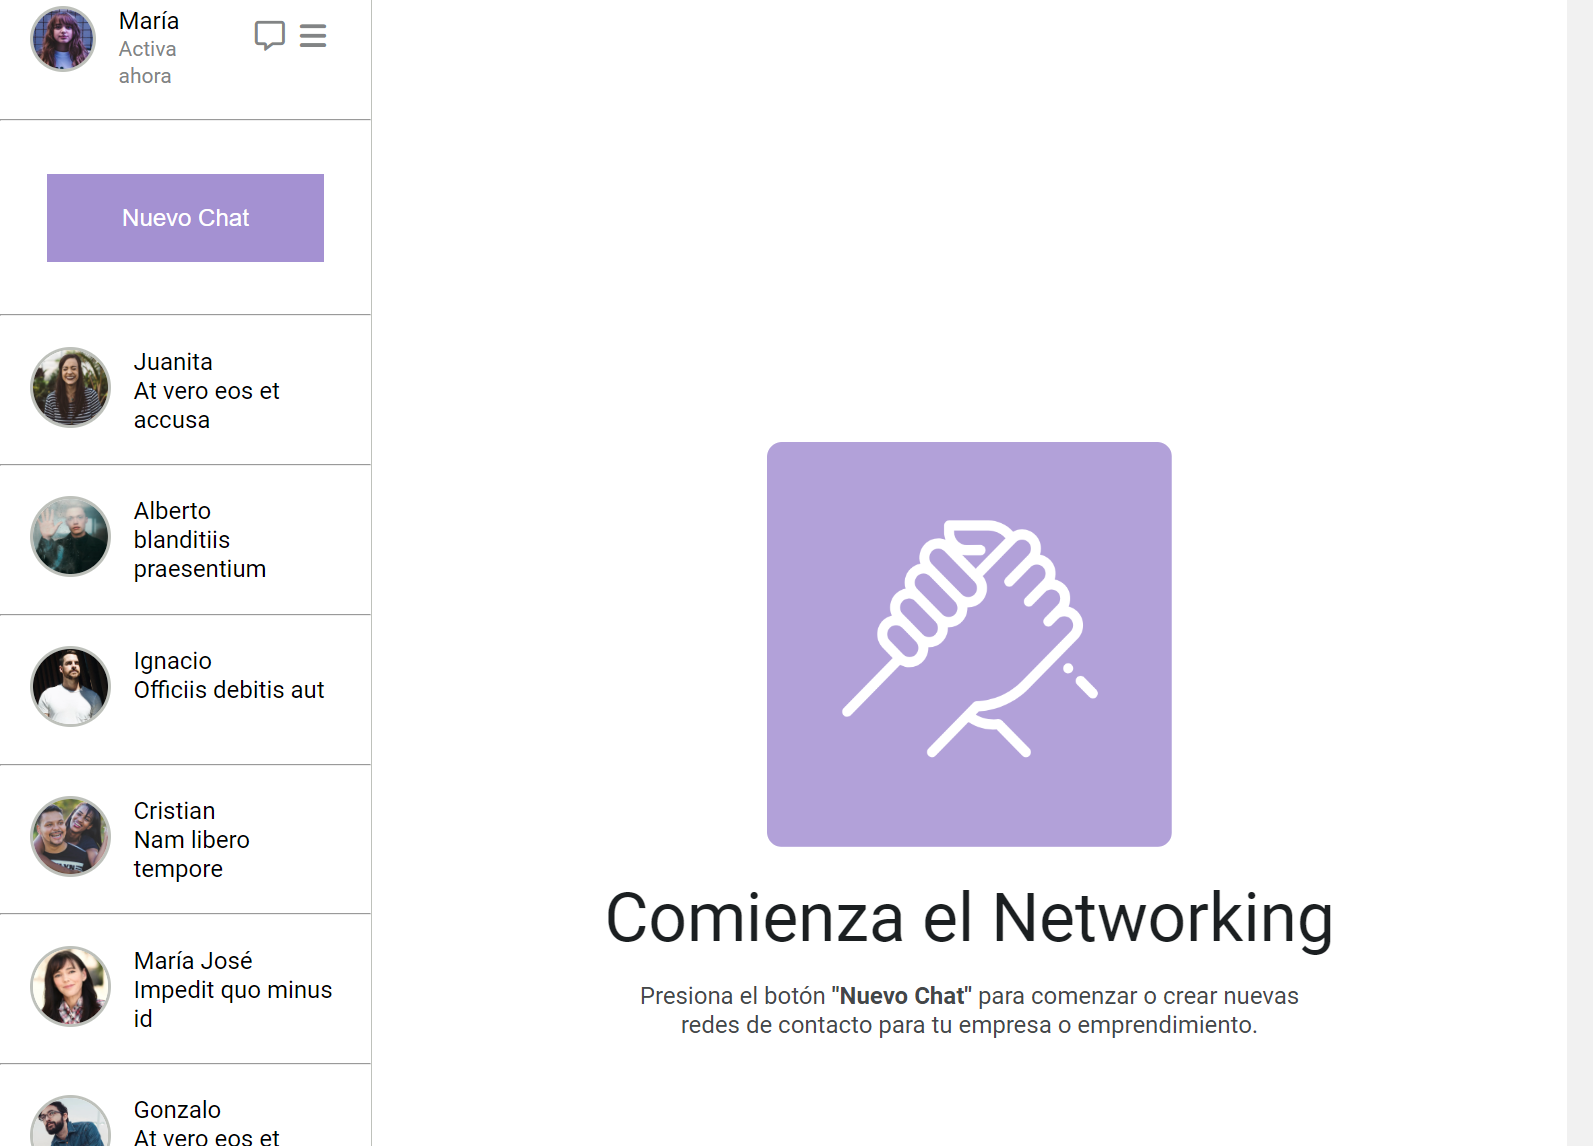 María
Activa
ahora
Nuevo Chat
Juanita
At vero eos et
accusa
Alberto
blanditiis
praesentium
Ignacio
Officiis debitis aut
Cristian
Nam libero
tempore
María José
Impedit quo minus
id
Gonzalo
At vero eos et
Comienza el Networking
Presiona el botón "Nuevo Chat" para comenzar o crear nuevas
redes de contacto para tu empresa o emprendimiento.